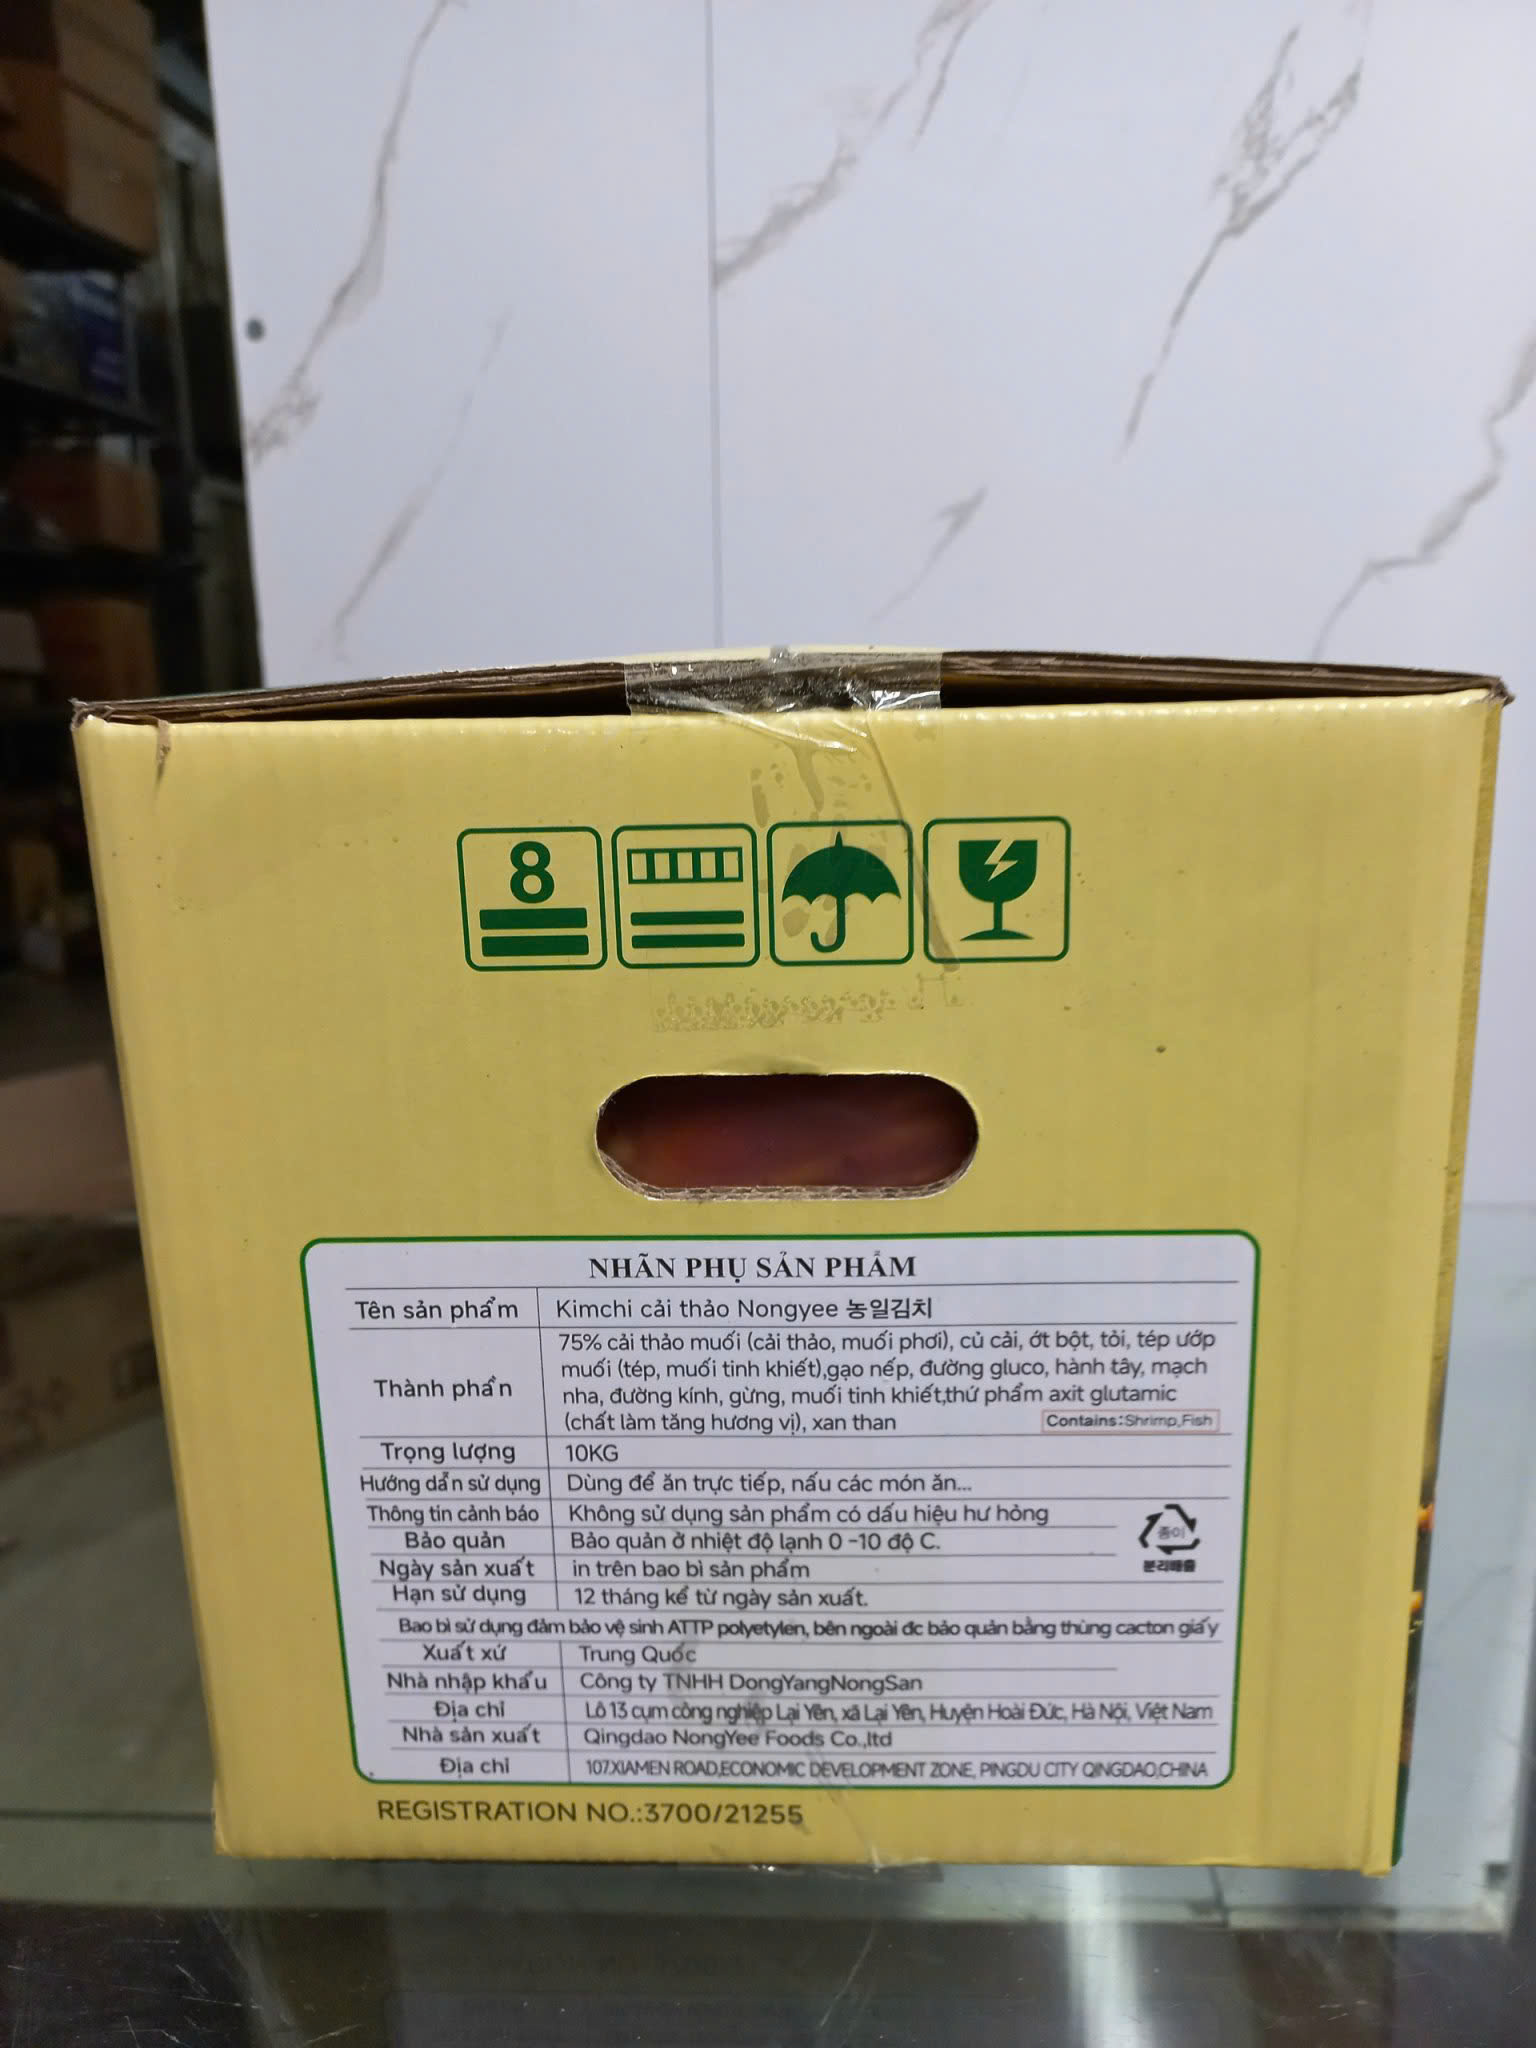 8
NHÃN PHỤ SẢN PHẨM
Tên sản phẩm Kimchi cải thảo Nongyee 농일김치
Thành phần 75% cải thảo muối (cải thảo, muối phơi), củ cải, ớt bột, tỏi, tép ướp
muối (tép, muối tinh khiết),gạo nếp, đường gluco, hành tây, mạch
nha, đường kính, gừng, muối tinh khiết,thứ phẩm axit glutamic
(chất làm tăng hương vị), xan than
Contains:Shrimp,Fish
Trọng lượng 10KG
Hướng dẫn sử dụng Dùng để ăn trực tiếp, nấu các món ăn...
Thông tin cảnh báo Không sử dụng sản phẩm có dấu hiệu hư hỏng
Bảo quản Bảo quản ở nhiệt độ lạnh 0 -10 độ C.
종이
분리배출
Ngày sản xuất in trên bao bì sản phẩm
Hạn sử dụng 12 tháng kể từ ngày sản xuất.
Bao bì sử dụng đảm bảo vệ sinh ATTP polyetylen, bên ngoài đc bảo quản bằng thùng cacton giấy
Xuất xứ Trung Quốc
Nhà nhập khẩu Công ty TNHH DongYangNongSan
Địa chỉ Lô 13 cụm công nghiệp Lại Yên, xã Lại Yên, Huyện Hoài Đức, Hà Nội, Việt Nam
Nhà sản xuất Qingdao NongYee Foods Co.,ltd
Địa chỉ 107.XIAMEN ROAD,ECONOMIC DEVELOPMENT ZONE, PINGDU CITY QINGDAO,CHINA
REGISTRATION NO.:3700/21255